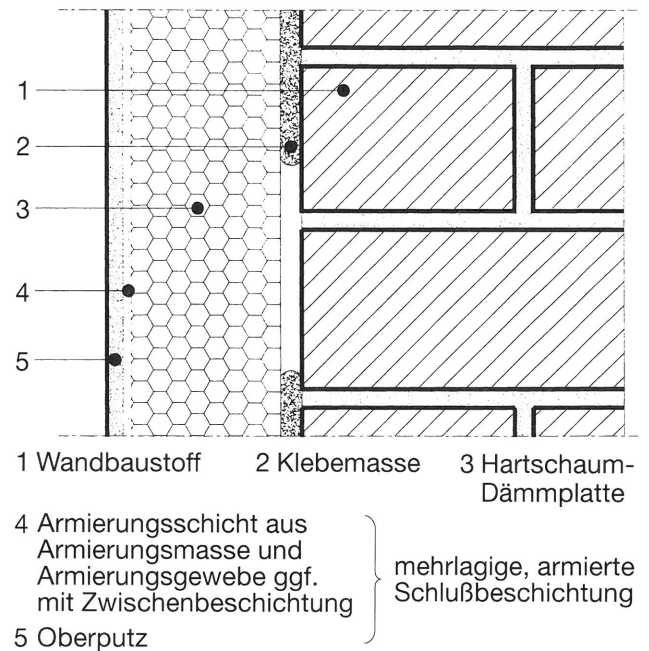 1
2
3
4
5
1 Wandbaustoff 2 Klebemasse 3 Hartschaum-
Dämmplatte
4 Armierungsschicht aus
Armierungsmasse und
Armierungsgewebe ggf.
mit Zwischenbeschichtung
mehrlagige, armierte
Schlußbeschichtung
5 Oberputz